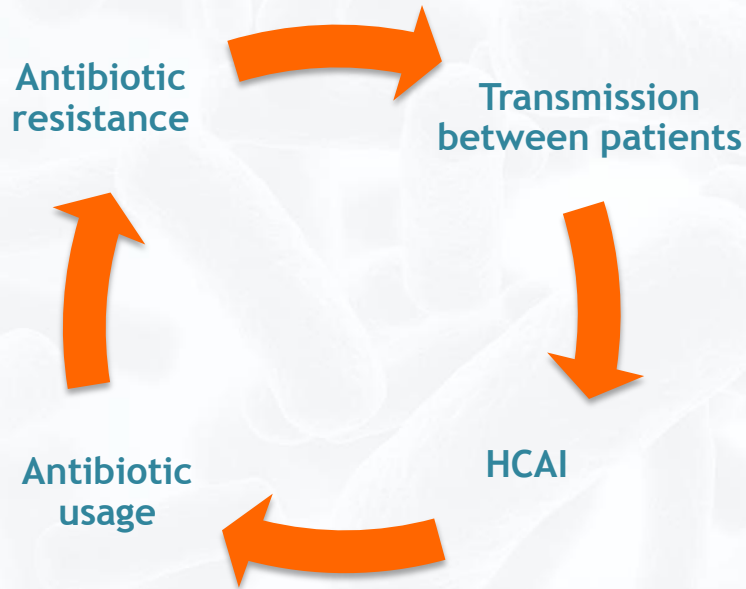 Antibiotic
resistance
Transmission
between patients
HCAI
Antibiotic
usage